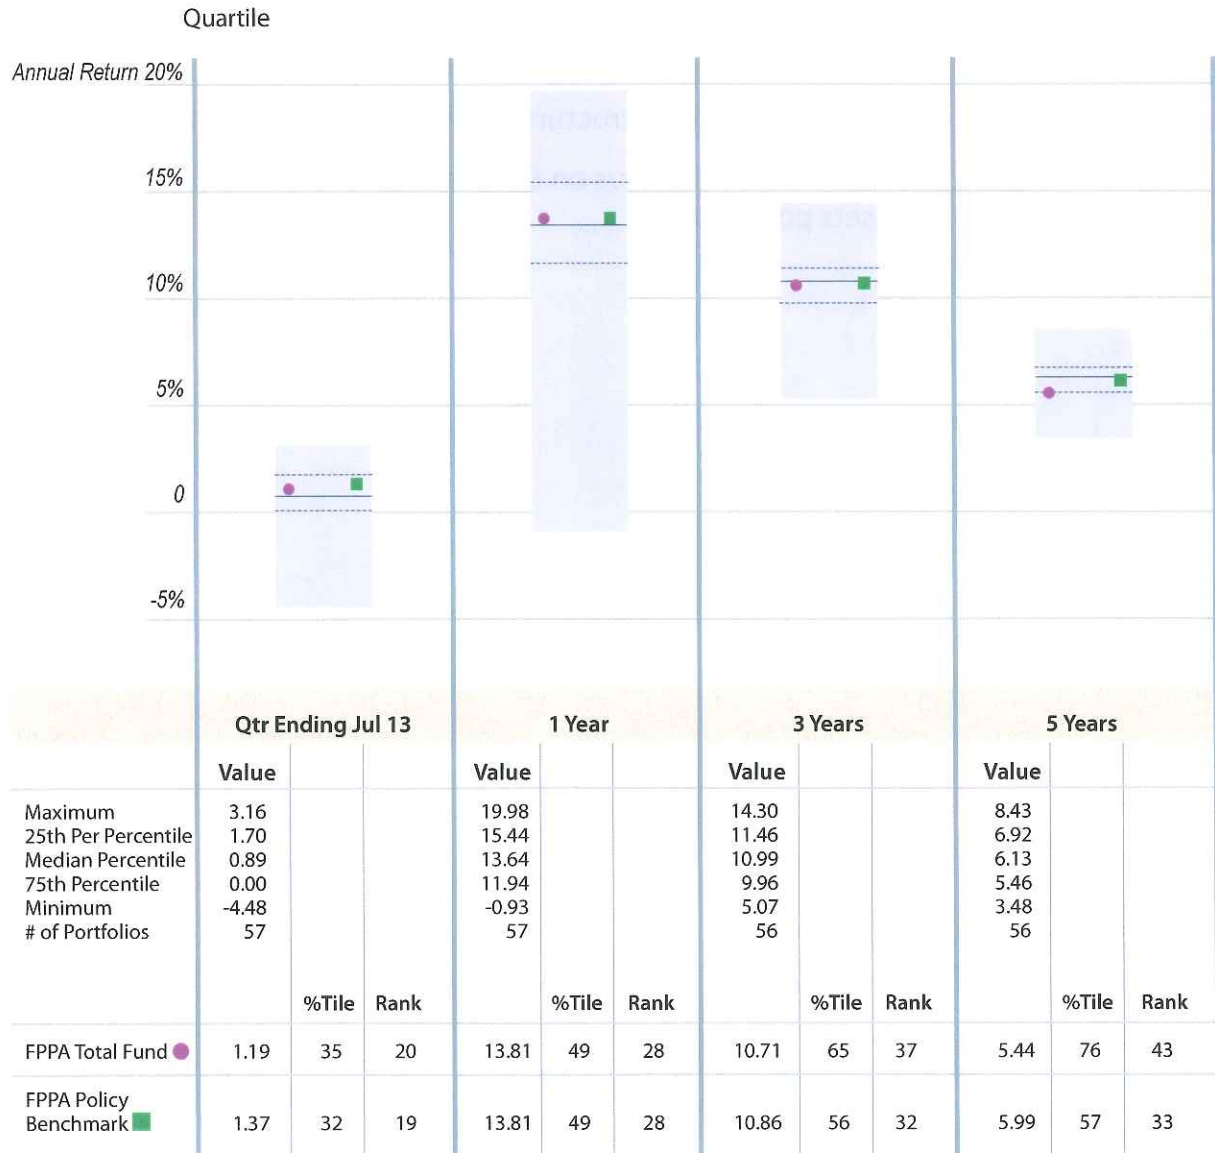 Quartile
Annual Return 20%
15%
10%
5%
0
-5%
Qtr Ending Jul 13 1 Year 3 Years 5 Years
Value Value Value Value
Maximum 3.16 19.98 14.30 8.43
25th Per Percentile 1.70 15.44 11.46 6.92
Median Percentile 0.89 13.64 10.99 6.13
75th Percentile 0.00 11.94 9.96 5.46
Minimum -4.48 -0.93 5.07 3.48
# of Portfolios 57 57 56 56
%Tile Rank %Tile Rank %Tile Rank %Tile Rank
FPPA Total Fund 1.19 35 20 13.81 49 28 10.71 65 37 5.44 76 43
FPPA Policy
Benchmark 1.37 32 19 13.81 49 28 10.86 56 32 5.99 57 33